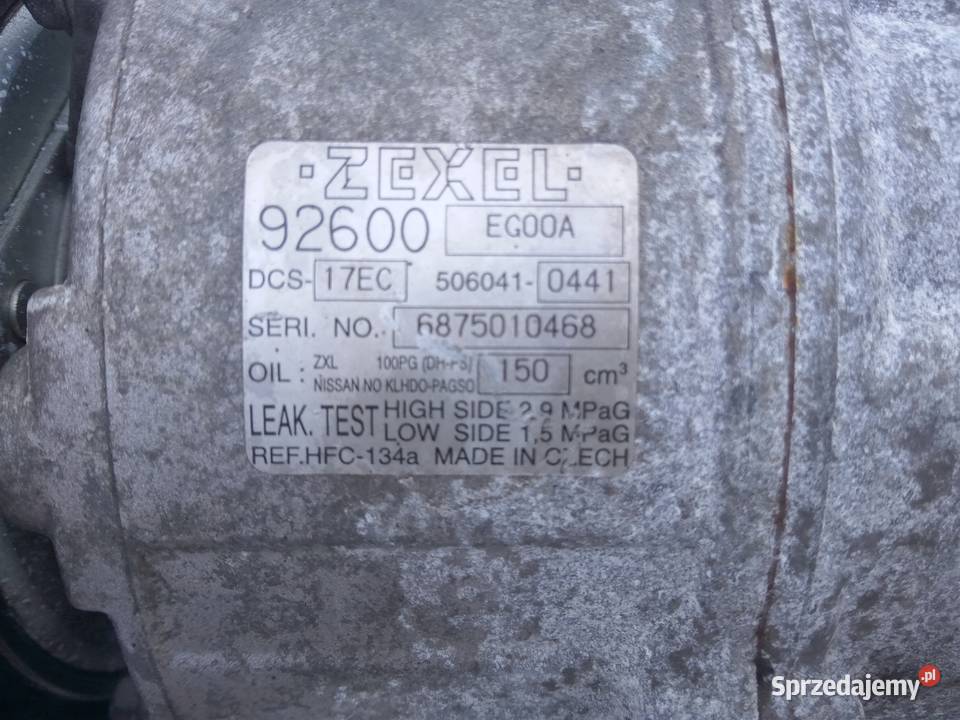 ZEXEL
92600 EG00A
DCS-17EC 506041-0441
SERI. NO. 6875010468
OIL : ZXL 100PG (DH-PS) 150 cm³
NISSAN NO KLHDO-PAGSO
LEAK. TEST HIGH SIDE 2,9 MPaG
LOW SIDE 1,5 MPaG
REF.HFC-134a MADE IN CZECH
Sprzedajemy.pl